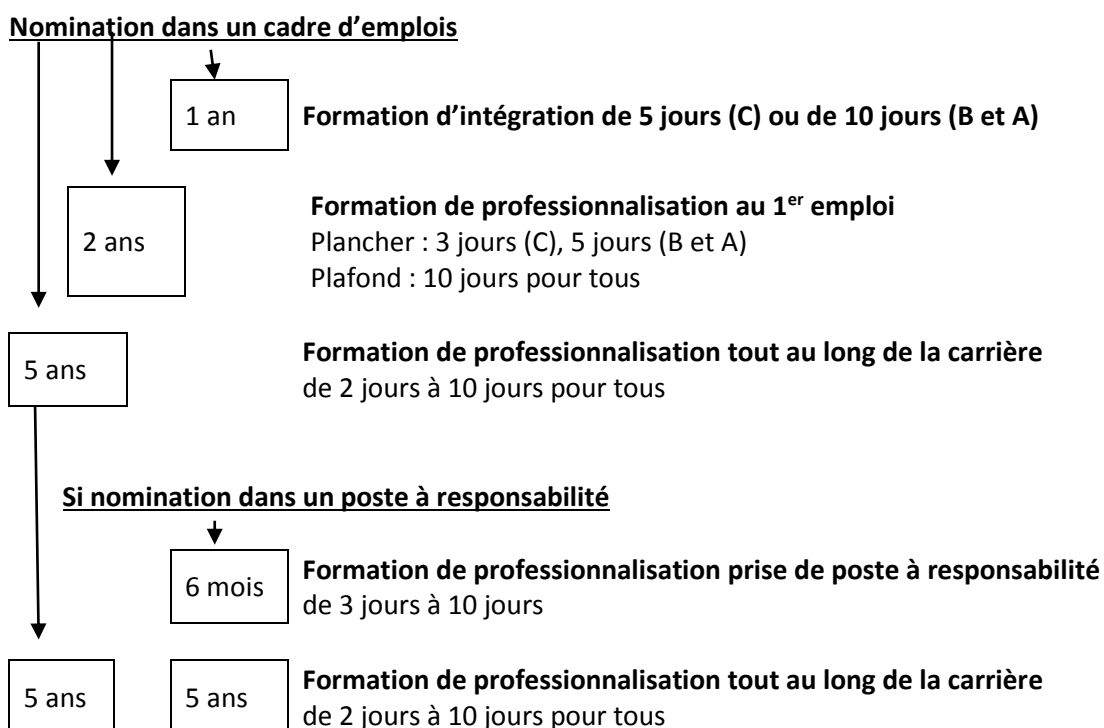 Nomination dans un cadre d’emplois
1 an
Formation d’intégration de 5 jours (C) ou de 10 jours (B et A)
2 ans
Formation de professionnalisation au 1er emploi
Plancher : 3 jours (C), 5 jours (B et A)
Plafond : 10 jours pour tous
5 ans
Formation de professionnalisation tout au long de la carrière
de 2 jours à 10 jours pour tous
Si nomination dans un poste à responsabilité
6 mois
Formation de professionnalisation prise de poste à responsabilité
de 3 jours à 10 jours
5 ans
5 ans
Formation de professionnalisation tout au long de la carrière
de 2 jours à 10 jours pour tous